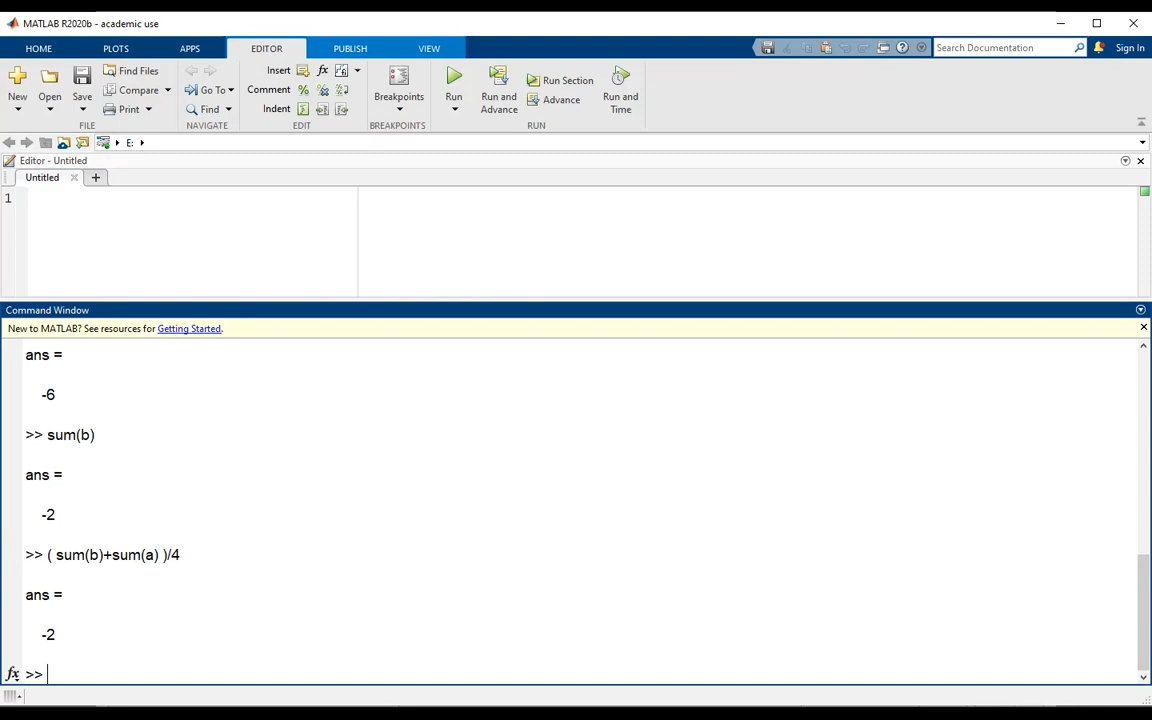 MATLAB R2020b - academic use
HOME PLOTS APPS EDITOR PUBLISH VIEW Search Documentation Sign In
New Open Save Find Files Compare Print
Go To Find
Insert fx
Comment %
Indent
Breakpoints
Run Run and Advance Run Section Advance Run and Time
FILE NAVIGATE EDIT BREAKPOINTS RUN
E:
Editor - Untitled
Untitled +
1
Command Window
New to MATLAB? See resources for Getting Started.
ans =
-6
>> sum(b)
ans =
-2
>> ( sum(b)+sum(a) )/4
ans =
-2
fx >>